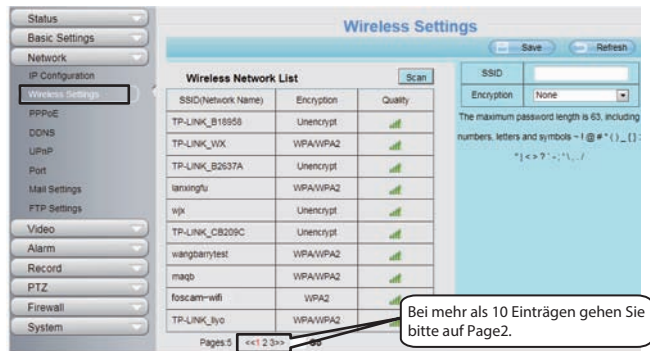 Wireless Settings
Save
Refresh
Status
Basic Settings
Network
IP Configuration
Wireless Settings
PPPoE
DDNS
UPnP
Port
Mail Settings
FTP Settings
Video
Alarm
Record
PTZ
Firewall
System
Wireless Network List
Scan
SSID(Network Name) Encryption Quality
TP-LINK_B18958 Unencrypt
TP-LINK_WX WPA/WPA2
TP-LINK_B2637A Unencrypt
lanxingfu WPA/WPA2
wjx Unencrypt
TP-LINK_CB209C Unencrypt
wangbarrytest WPA/WPA2
maqb WPA/WPA2
foscam-wifi WPA2
TP-LINK_liyo WPA/WPA2
Pages:5 <<1 2 3>>
SSID
Encryption None
The maximum password length is 63, including
numbers, letters and symbols ~ ! @ # * ( ) _ { } :
" | < > ? ` - ; ' \ , . /
Bei mehr als 10 Einträgen gehen Sie
bitte auf Page2.